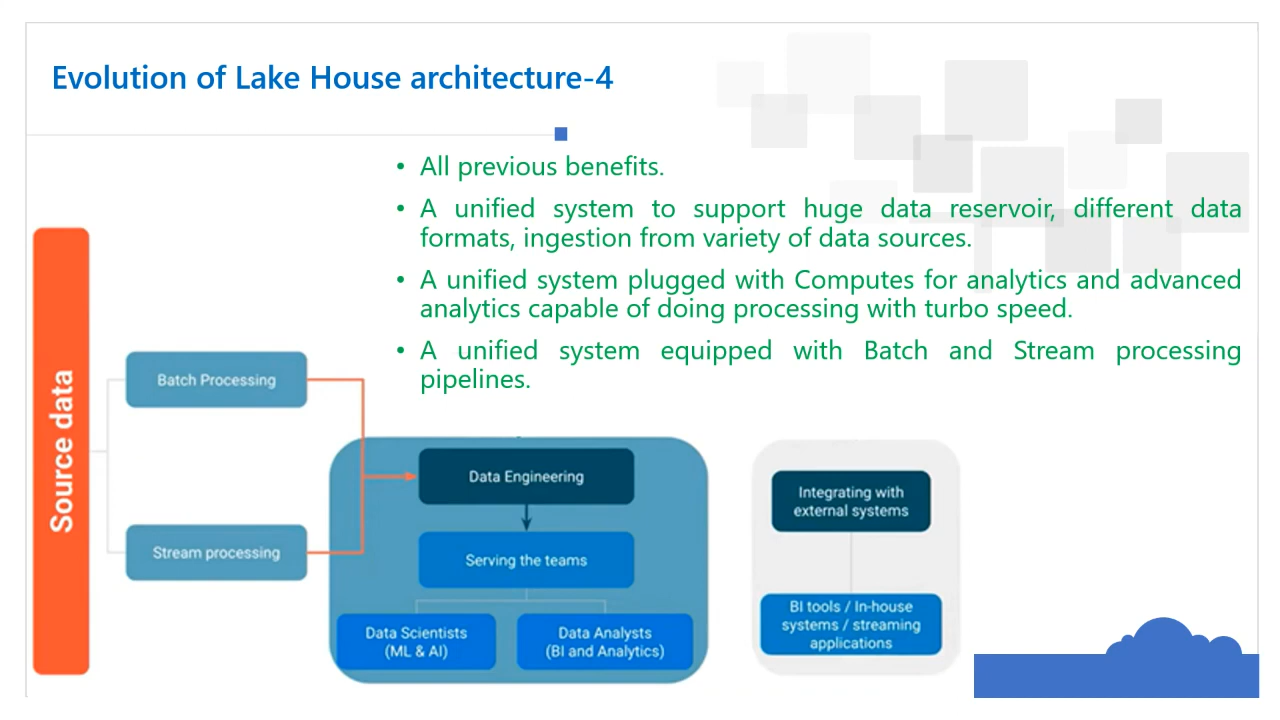 Evolution of Lake House architecture-4
• All previous benefits.
• A unified system to support huge data reservoir, different data
formats, ingestion from variety of data sources.
• A unified system plugged with Computes for analytics and advanced
analytics capable of doing processing with turbo speed.
• A unified system equipped with Batch and Stream processing
pipelines.
Source data
Batch Processing
Stream processing
Data Engineering
Serving the teams
Data Scientists
(ML & AI)
Data Analysts
(BI and Analytics)
Integrating with
external systems
BI tools / In-house
systems / streaming
applications